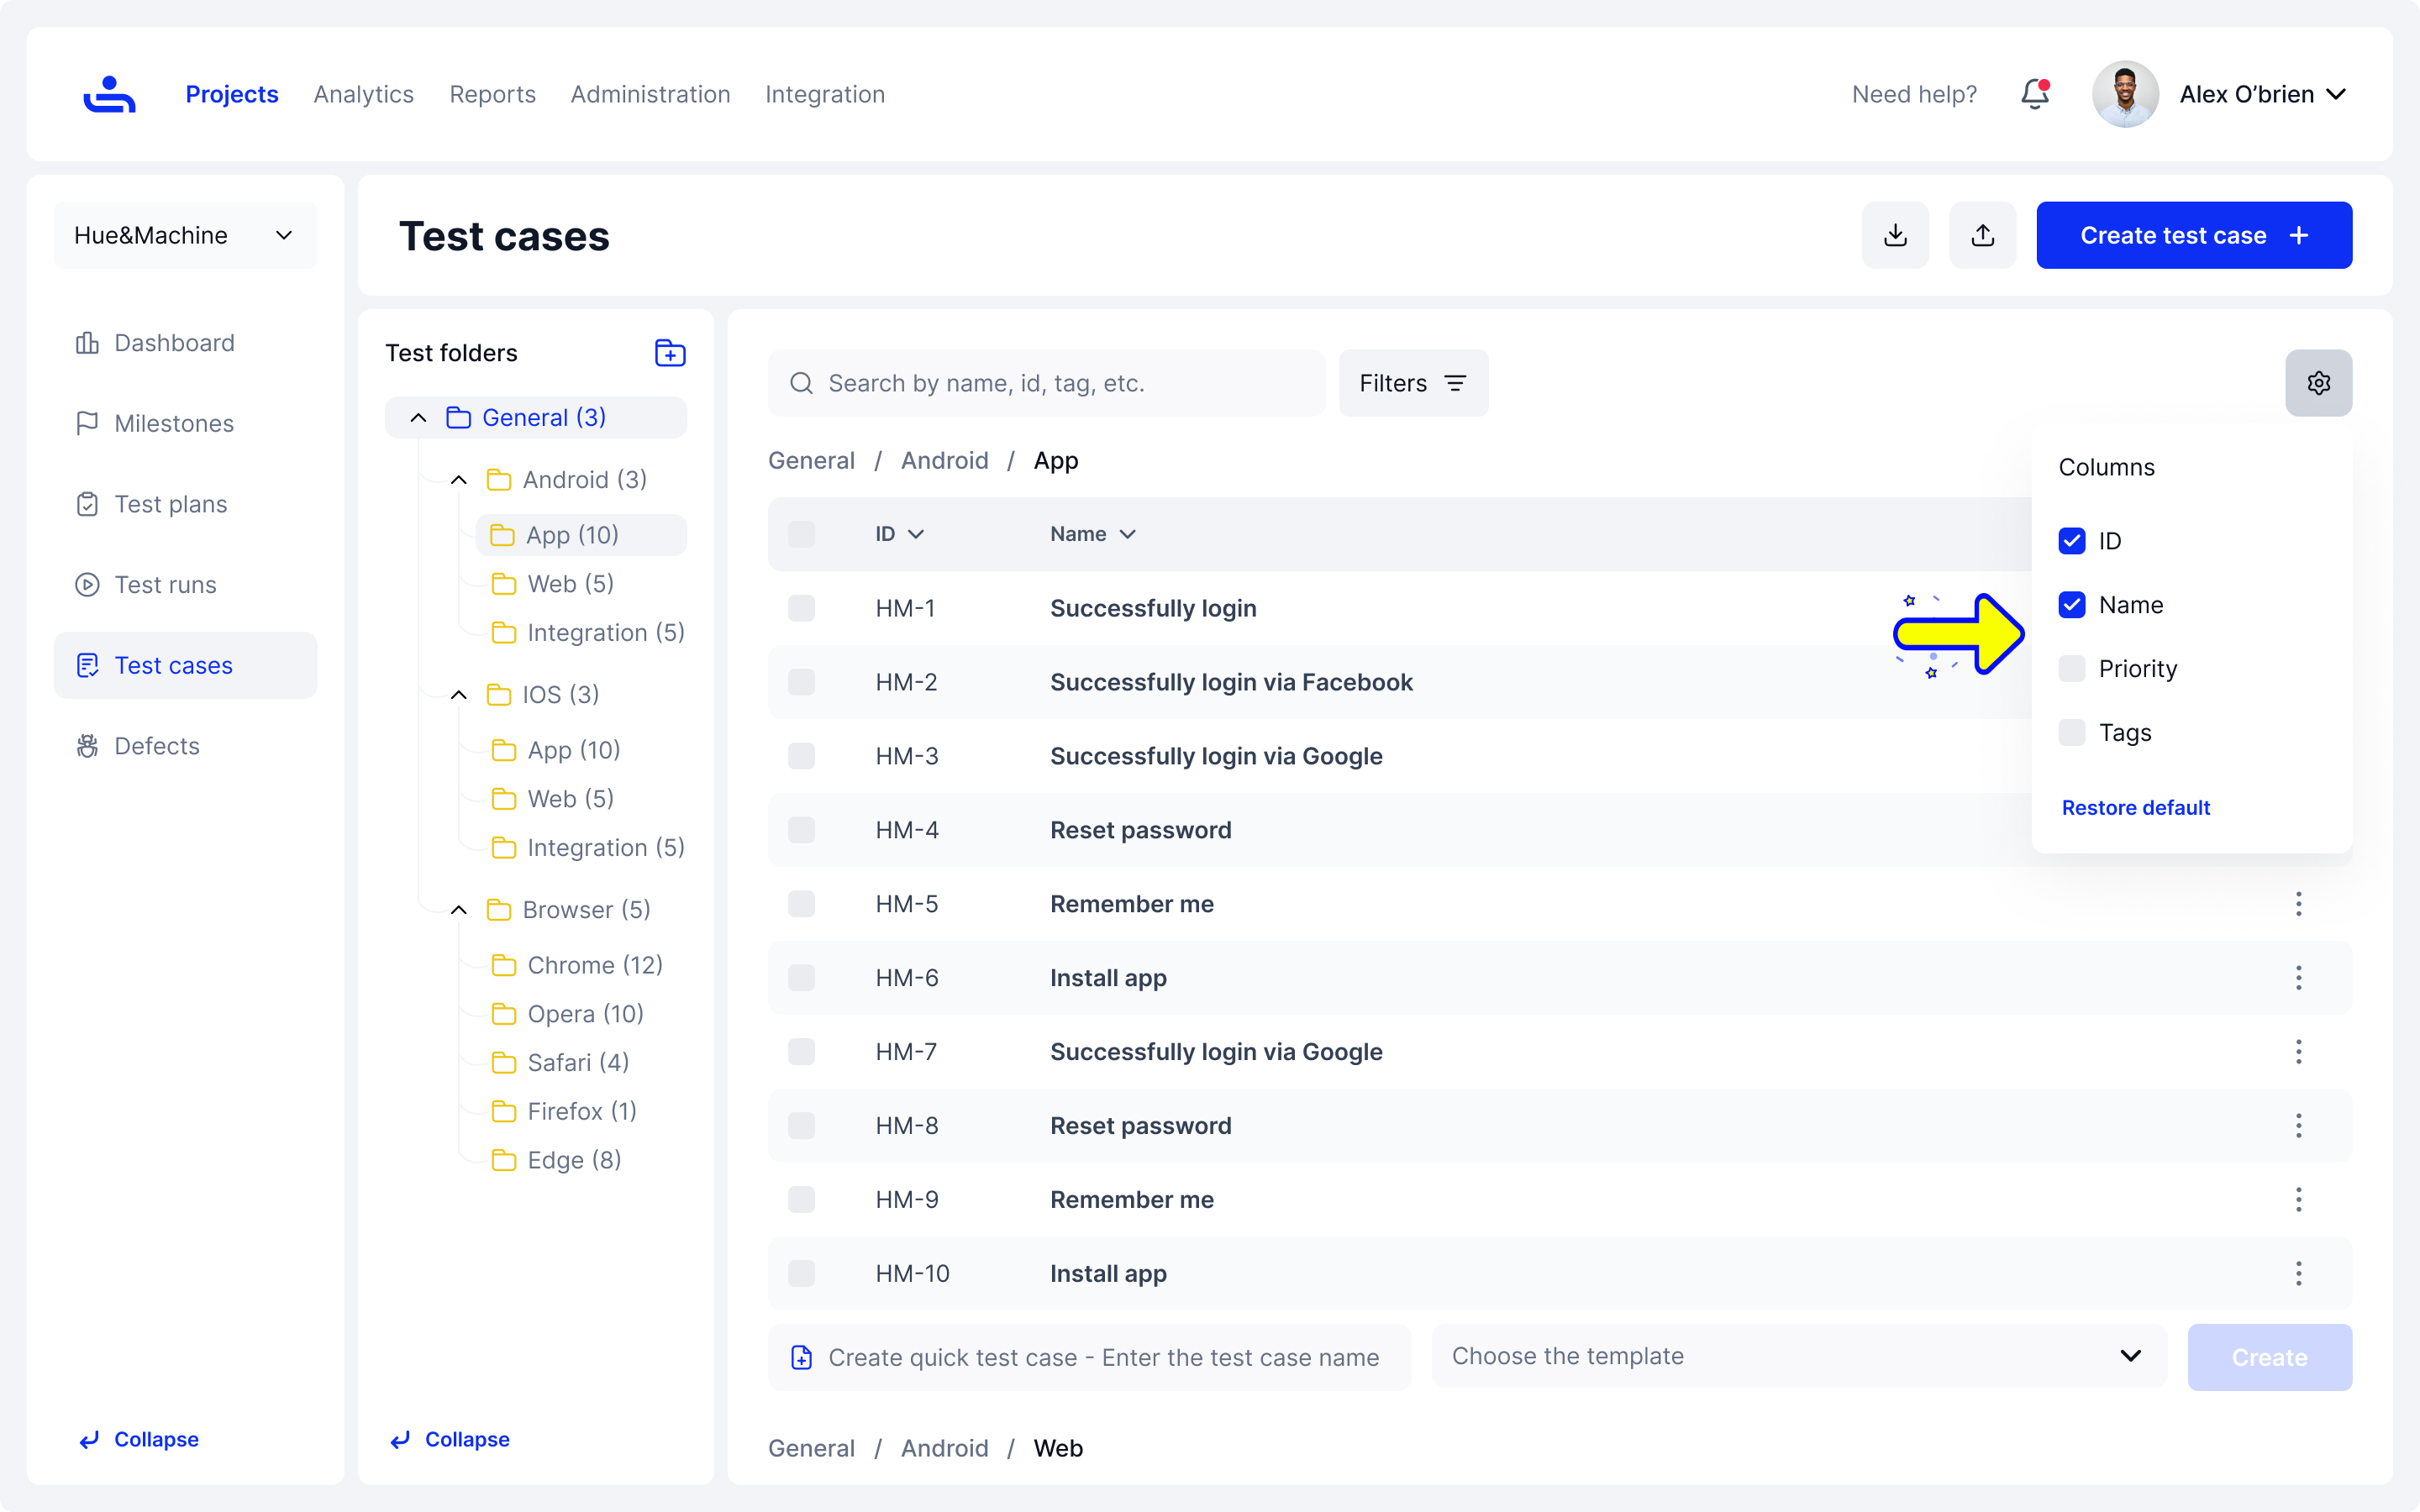 Projects Analytics Reports Administration Integration Need help? Alex O’brien
Hue&Machine
Dashboard
Milestones
Test plans
Test runs
Test cases
Defects
Collapse
Test cases
Create test case
Test folders
General (3)
Android (3)
App (10)
Web (5)
Integration (5)
IOS (3)
App (10)
Web (5)
Integration (5)
Browser (5)
Chrome (12)
Opera (10)
Safari (4)
Firefox (1)
Edge (8)
Collapse
Search by name, id, tag, etc. Filters
General / Android / App
ID Name
HM-1 Successfully login
HM-2 Successfully login via Facebook
HM-3 Successfully login via Google
HM-4 Reset password
HM-5 Remember me
HM-6 Install app
HM-7 Successfully login via Google
HM-8 Reset password
HM-9 Remember me
HM-10 Install app
Create quick test case - Enter the test case name Choose the template Create
General / Android / Web
Columns
ID
Name
Priority
Tags
Restore default